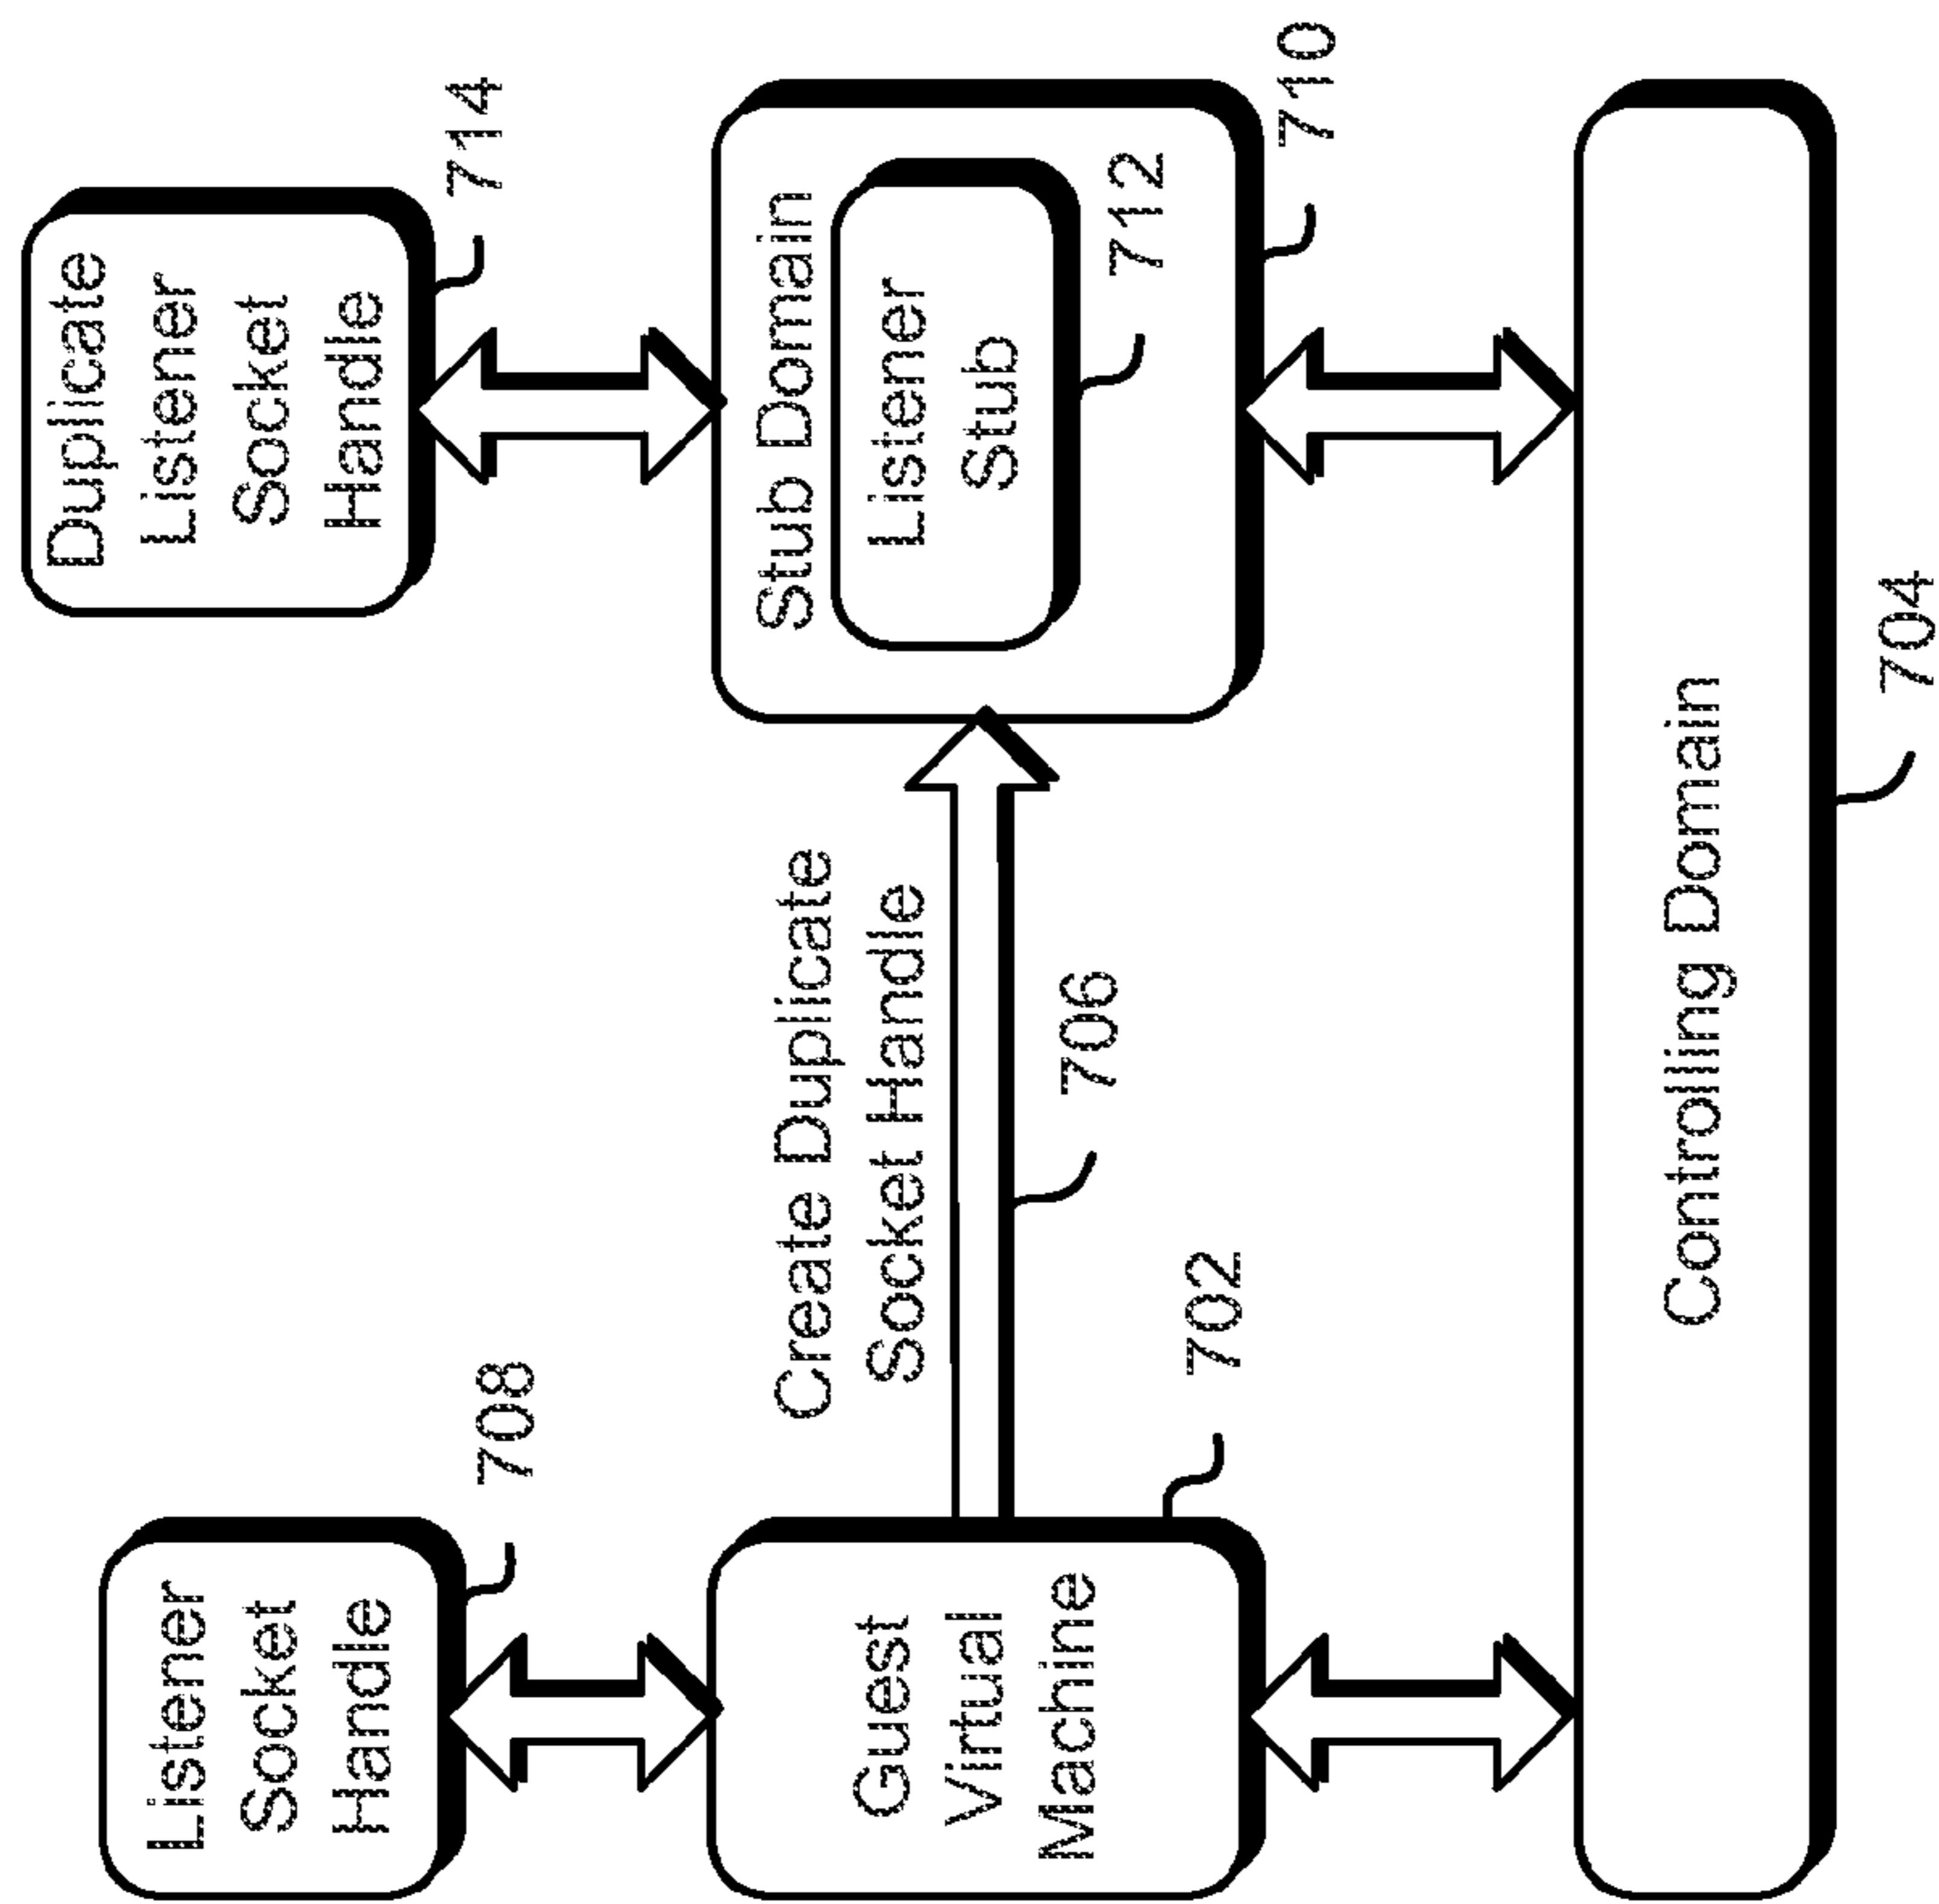 Listener
Socket
Handle
708
Duplicate
Listener
Socket
Handle
714
Guest
Virtual
Machine
702
Create Duplicate
Socket Handle
706
Stub Domain
Listener
Stub
712
710
Controlling Domain
704